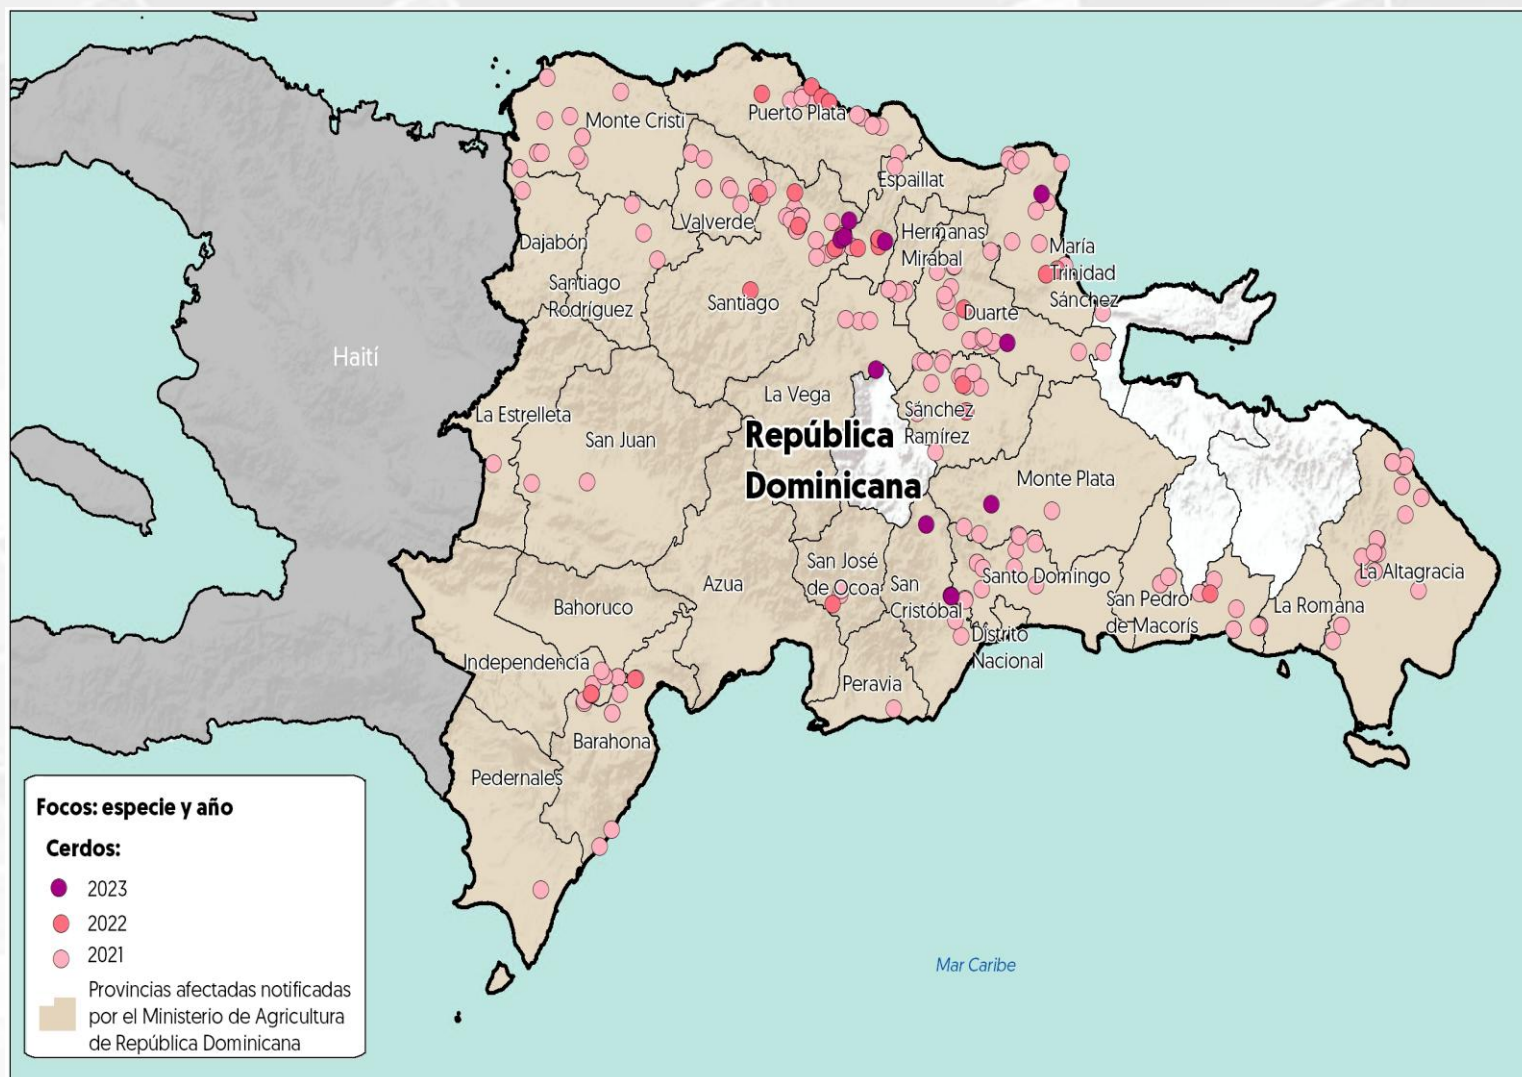 Monte Cristi
Puerto Plata
Espaillat
Valverde
Hermanas
Mirábal
Dajabón
María
Trinidad
Sánchez
Santiago
Rodríguez
Santiago
Duarte
Haití
La Vega
La Estrelleta
San Juan
Sánchez
Ramírez
República
Dominicana
Monte Plata
San José
de Ocoa
Azua
San
Cristóbal
Santo Domingo
La Altagracia
Bahoruco
San Pedro
de Macorís
La Romana
Distrito
Nacional
Independencia
Peravia
Barahona
Pedernales
Mar Caribe
Focos: especie y año
Cerdos:
2023
2022
2021
Provincias afectadas notificadas
por el Ministerio de Agricultura
de República Dominicana